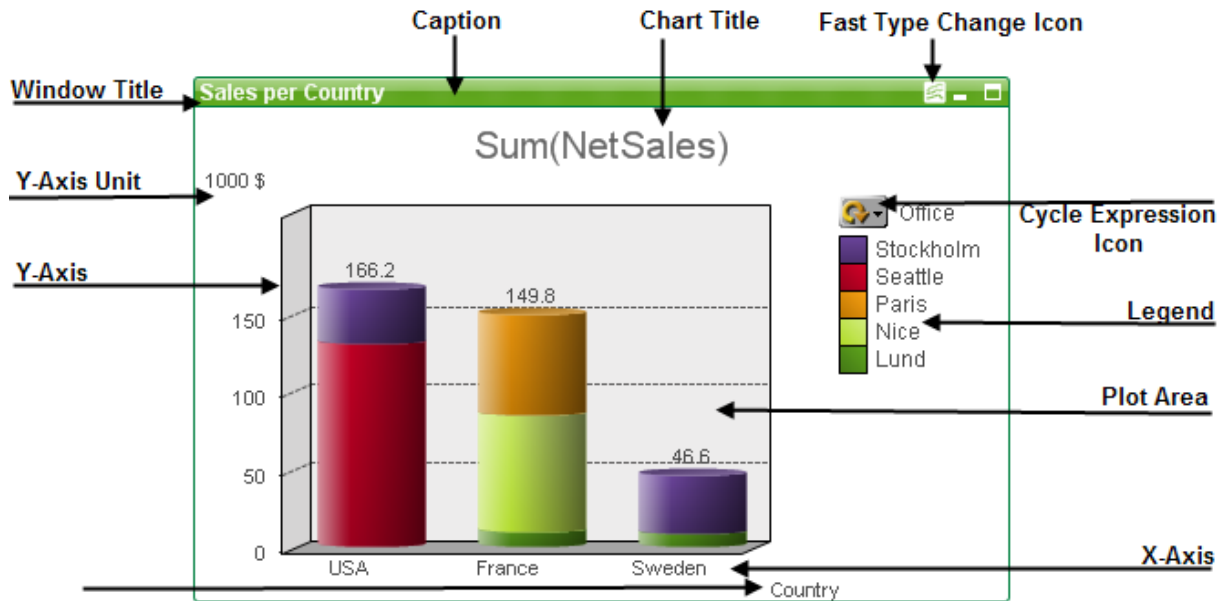 Caption
Chart Title
Fast Type Change Icon
Window Title
Sales per Country
Sum(NetSales)
Y-Axis Unit
1000 $
Office
Cycle Expression
Icon
Stockholm
Seattle
Paris
Nice
Lund
Legend
Y-Axis
166.2
149.8
46.6
150
100
50
0
Plot Area
USA
France
Sweden
X-Axis
Country